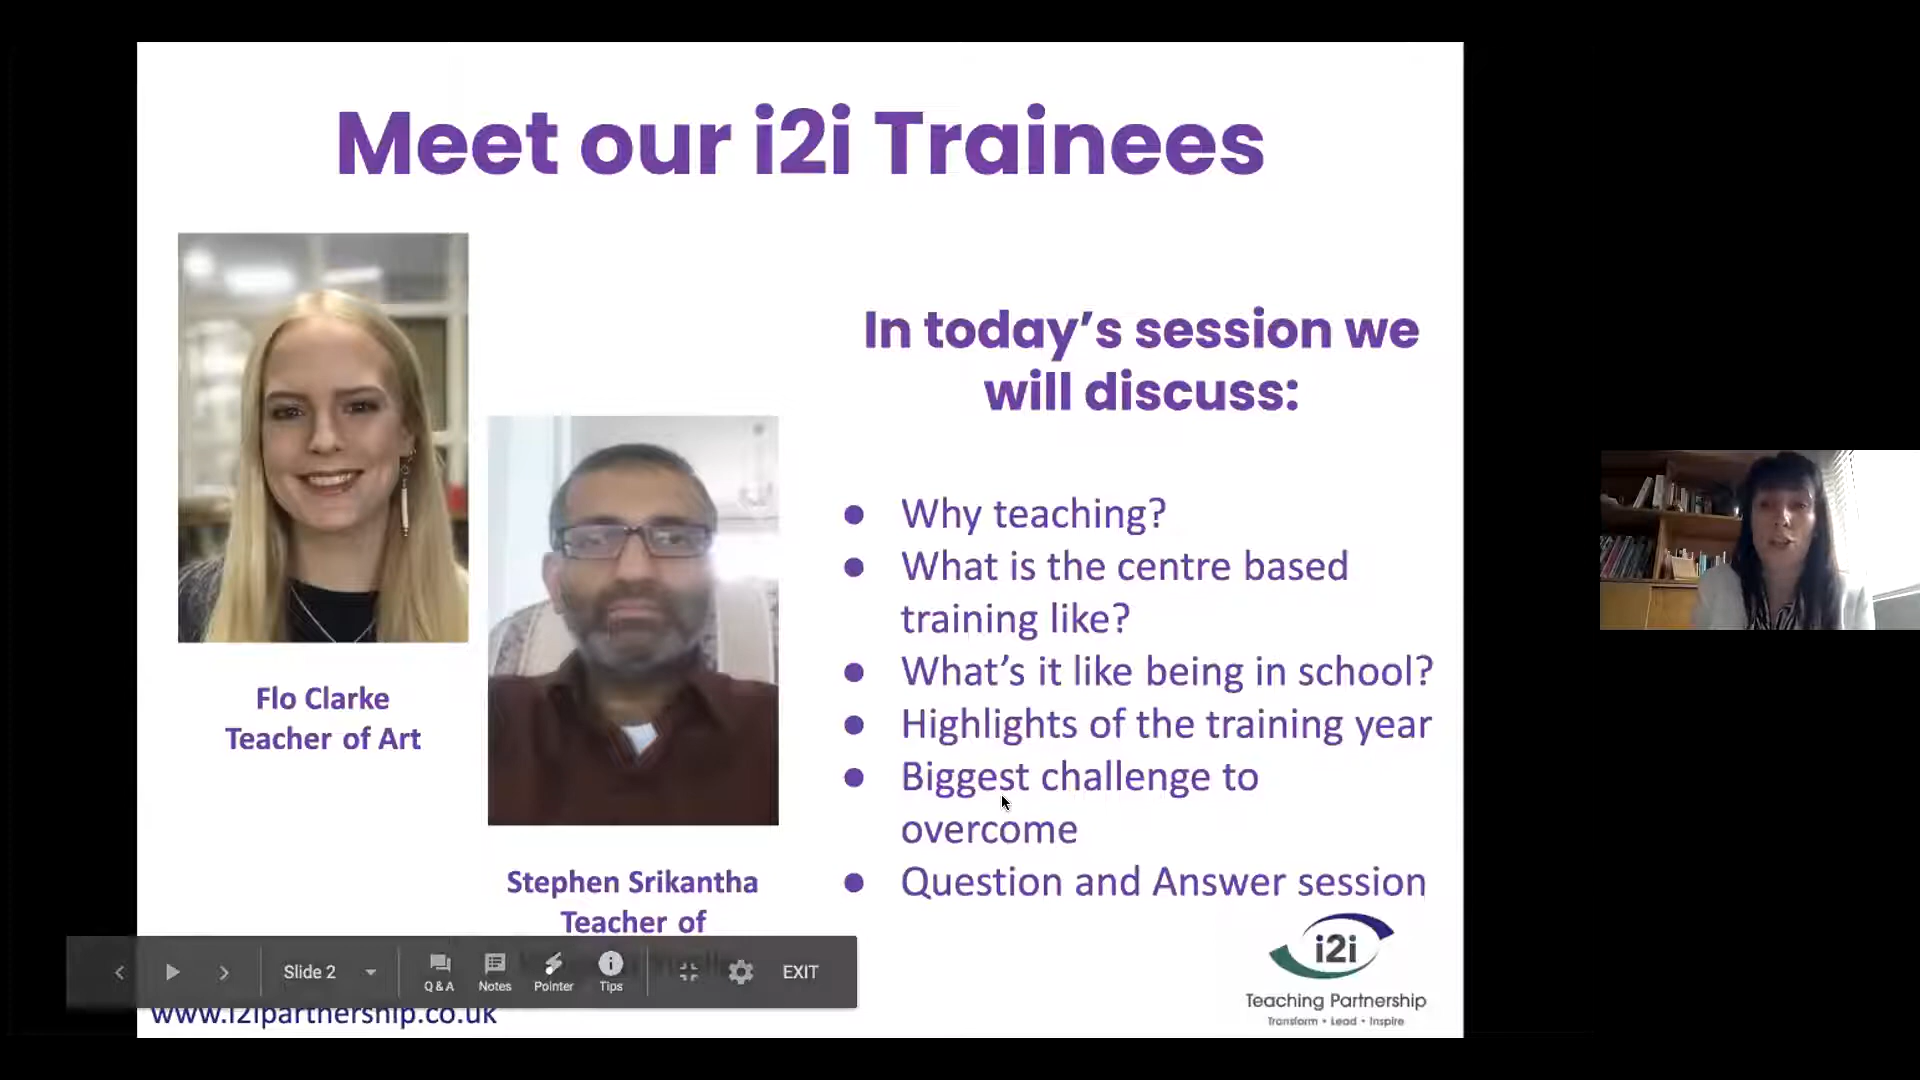 Meet our i2i Trainees
Flo Clarke
Teacher of Art
Stephen Srikantha
Teacher of
In today's session we
will discuss:
● Why teaching?
● What is the centre based
training like?
● What's it like being in school?
● Highlights of the training year
● Biggest challenge to
overcome
● Question and Answer session
i2i
Teaching Partnership
Transform • Lead • Inspire
Slide 2
Q&A
Notes
Pointer
Tips
EXIT
www.i2ipartnership.co.uk